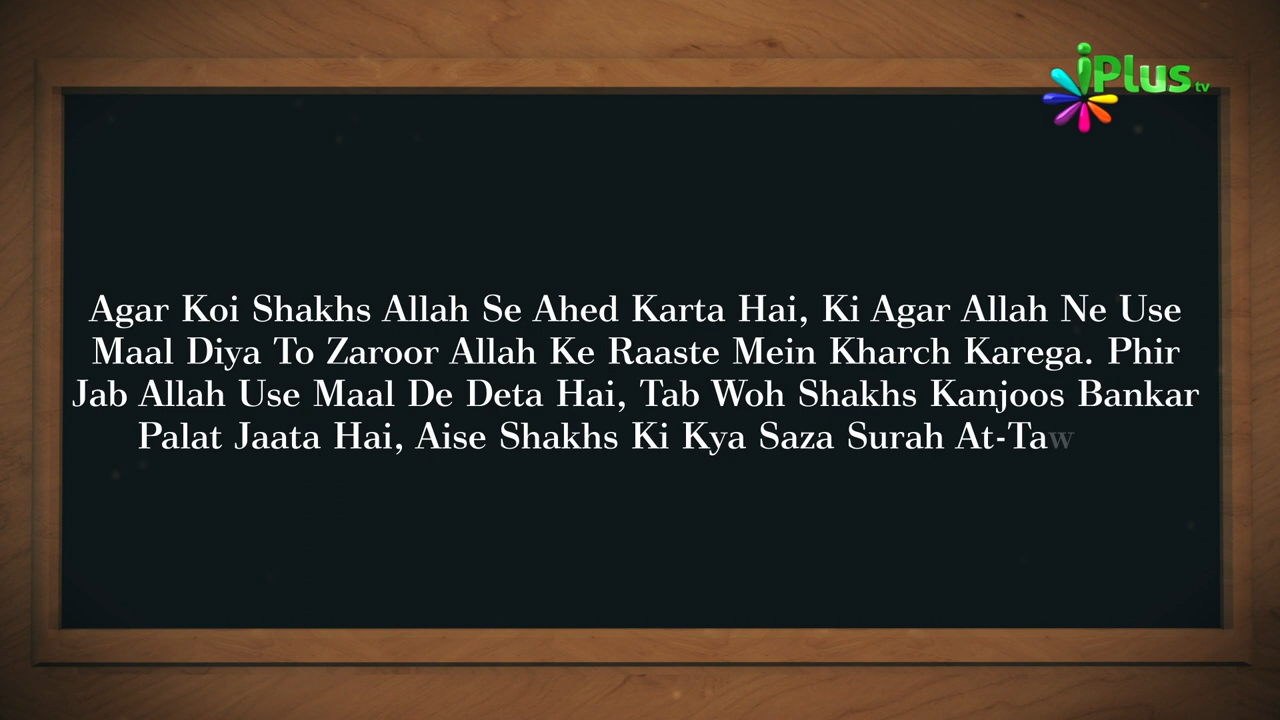 iPlus tv
Agar Koi Shakhs Allah Se Ahed Karta Hai, Ki Agar Allah Ne Use
Maal Diya To Zaroor Allah Ke Raaste Mein Kharch Karega. Phir
Jab Allah Use Maal De Deta Hai, Tab Woh Shakhs Kanjoos Bankar
Palat Jaata Hai, Aise Shakhs Ki Kya Saza Surah At-Taw